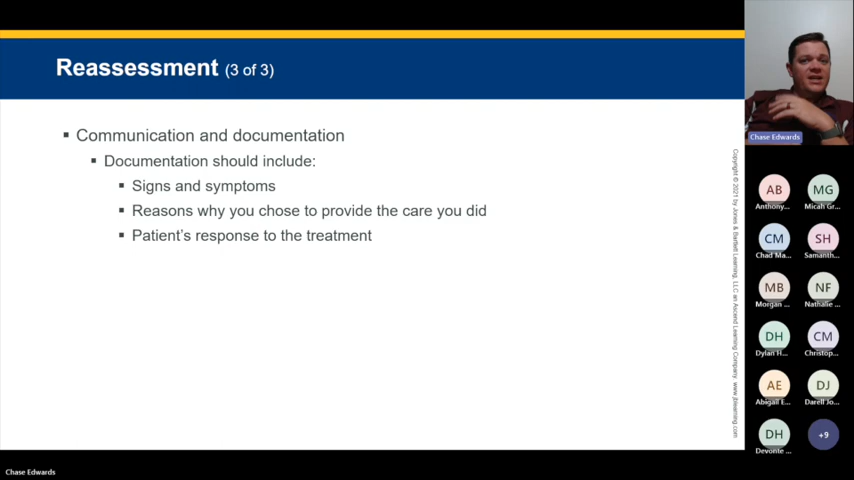 Reassessment (3 of 3)
Communication and documentation
Documentation should include:
Signs and symptoms
Reasons why you chose to provide the care you did
Patient's response to the treatment
Copyright © 2021 by Jones & Bartlett Learning, LLC an Ascend Learning Company. www.jblearning.com
Chase Edwards
AB
MG
Anthony...
Micah Gr...
CM
SH
Chad Ma...
Samanth...
MB
NF
Morgan ...
Nathalie ...
DH
CM
Dylan H...
Christop...
AE
DJ
Abigail E...
Darell Jo...
DH
+9
Devonte ...
Chase Edwards